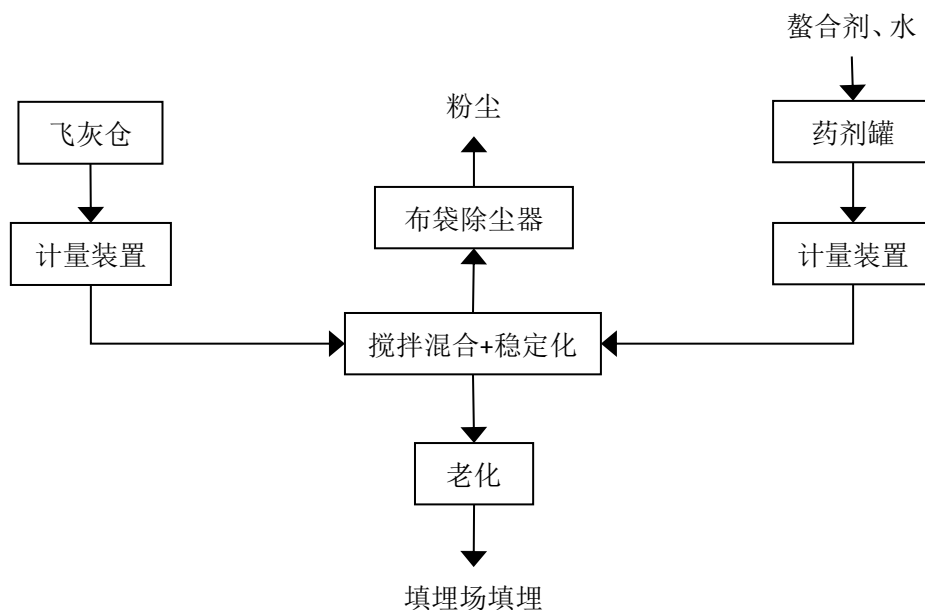 螯合剂、水
飞灰仓
粉尘
药剂罐
布袋除尘器
计量装置
计量装置
搅拌混合+稳定化
老化
填埋场填埋